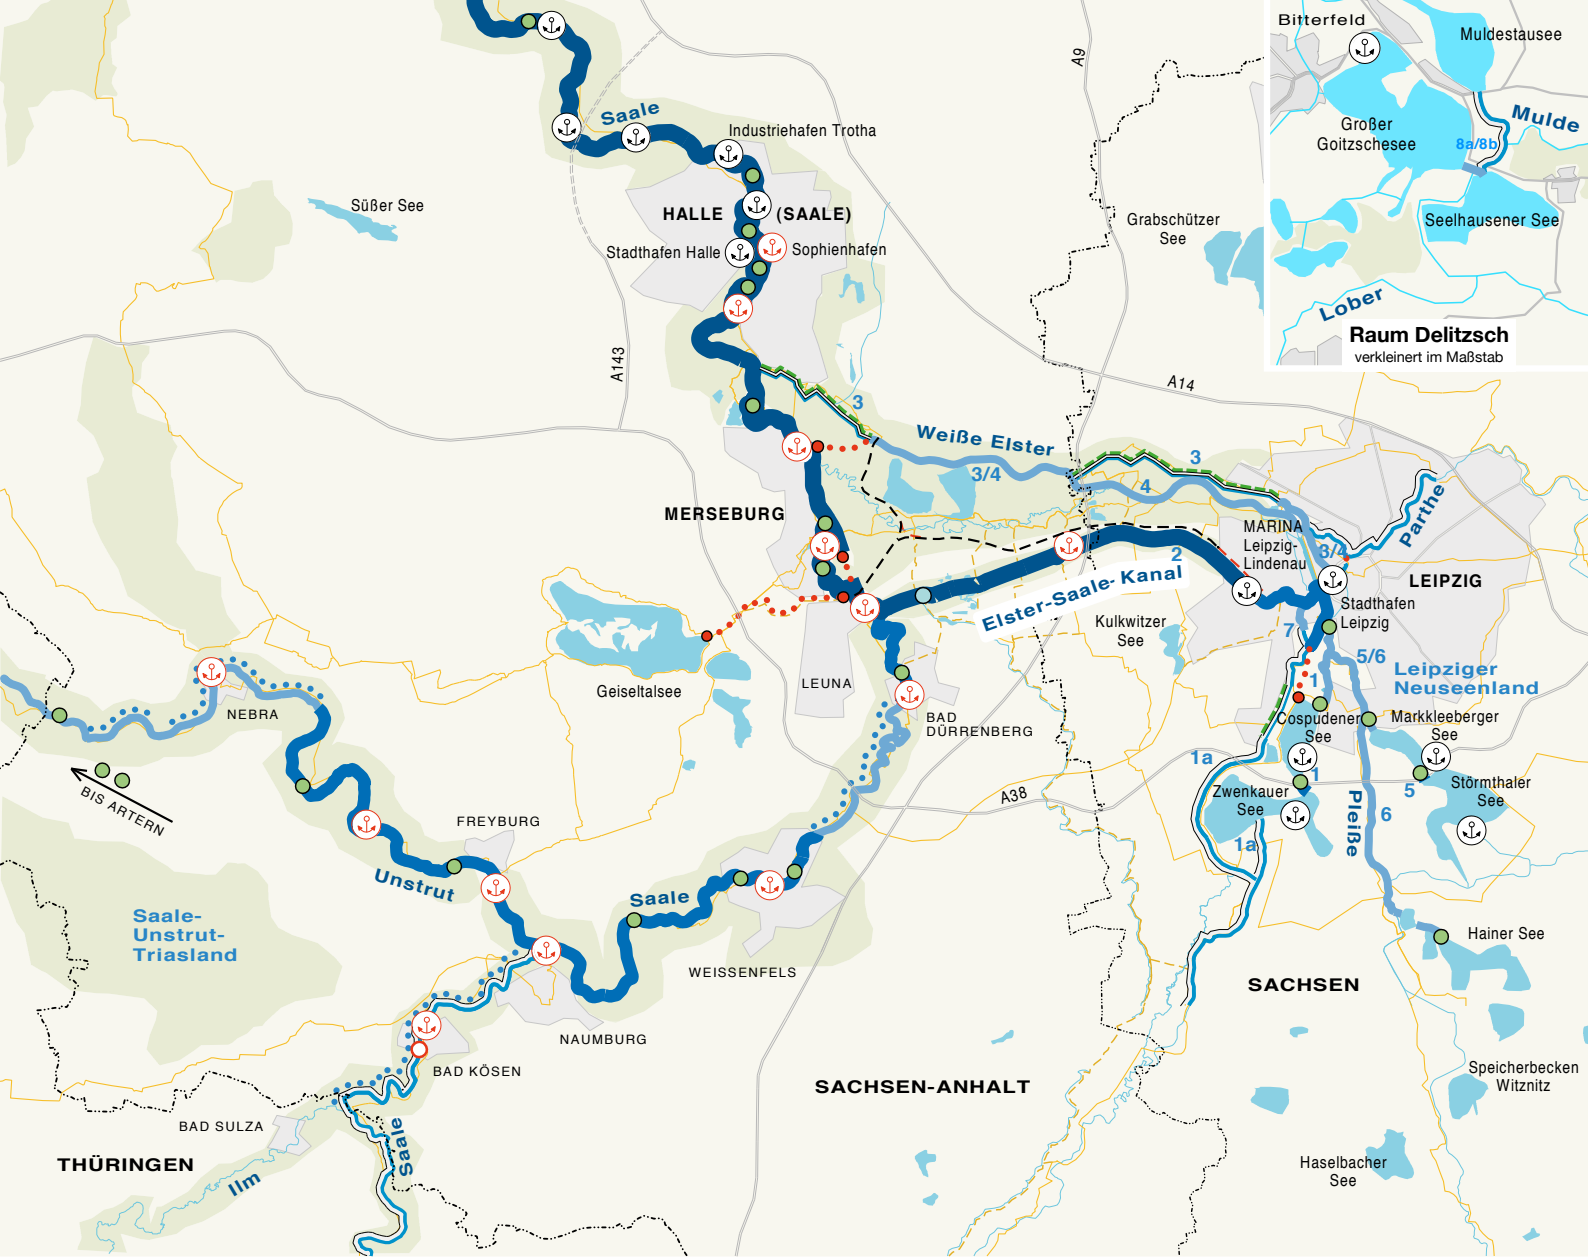 Bitterfeld
Muldestausee
Mulde
Großer
Goitzschesee
8a/8b
Seelhausener See
Lober
Raum Delitzsch
verkleinert im Maßstab
A9
Saale
Industriehafen Trotha
Süßer See
HALLE (SAALE)
Stadthafen Halle
Sophienhafen
Grabschützer
See
A143
A14
3
Weiße Elster
3/4
3
4
Parthe
MERSEBURG
MARINA
Leipzig-
Lindenau
2
3/4
LEIPZIG
Elster-Saale-Kanal
Stadthafen
Leipzig
Kulkwitzer
See
7
5/6
Leipziger
Neuseenland
1
Geiseltalsee
LEUNA
NEBRA
BAD
DÜRRENBERG
Cospudener
See
Markkleeberger
See
1a
1
BIS ARTERN
A38
Zwenkauer
See
5
Störmthaler
See
Pleiße
6
1a
FREYBURG
Unstrut
Saale
Saale-
Unstrut-
Triasland
Hainer See
WEISSENFELS
SACHSEN
NAUMBURG
BAD KÖSEN
SACHSEN-ANHALT
Speicherbecken
Witznitz
BAD SULZA
Saale
THÜRINGEN
Ilm
Haselbacher
See